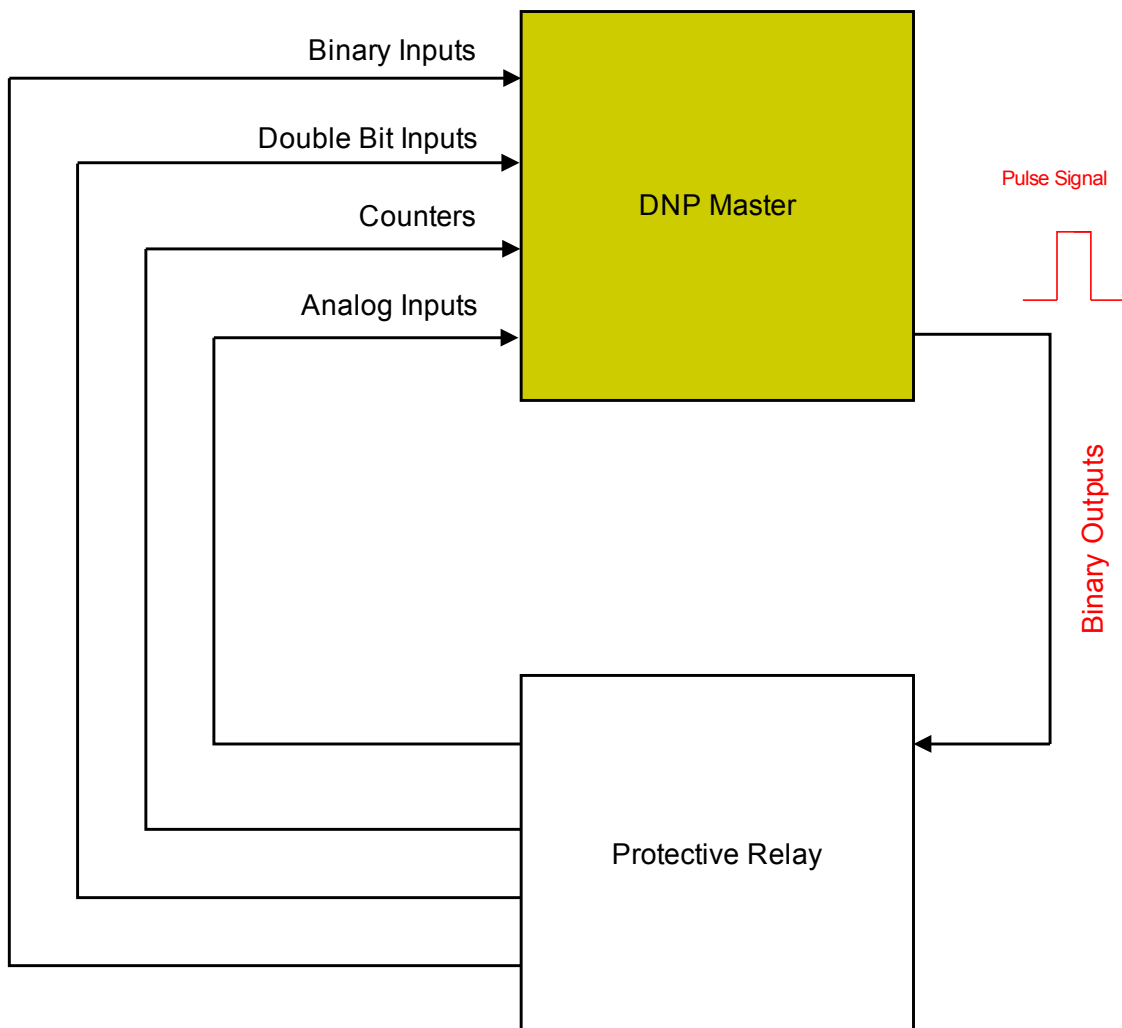 Binary Inputs
Double Bit Inputs
Counters
Analog Inputs
DNP Master
Pulse Signal
Binary Outputs
Protective Relay